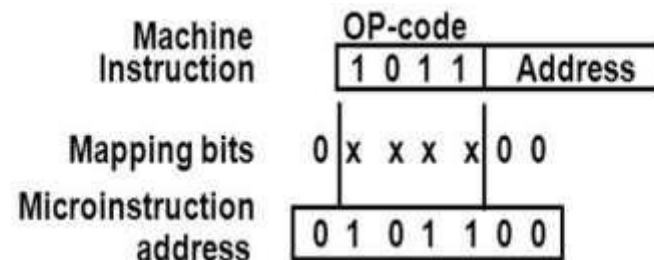 OP-code
Machine
Instruction 1 0 1 1 Address
Mapping bits 0 x x x x 0 0
Microinstruction
address 0 1 0 1 1 0 0